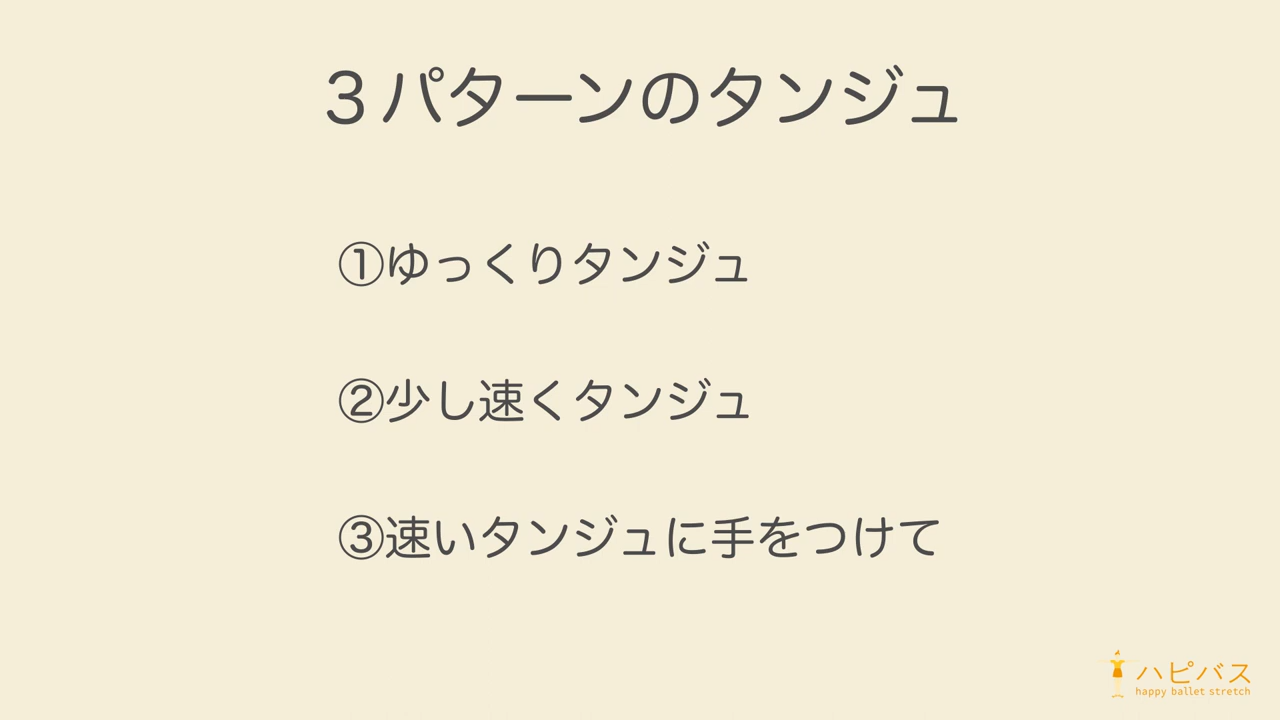 ３パターンのタンジュ
①ゆっくりタンジュ
②少し速くタンジュ
③速いタンジュに手をつけて
ハピバス
happy ballet stretch